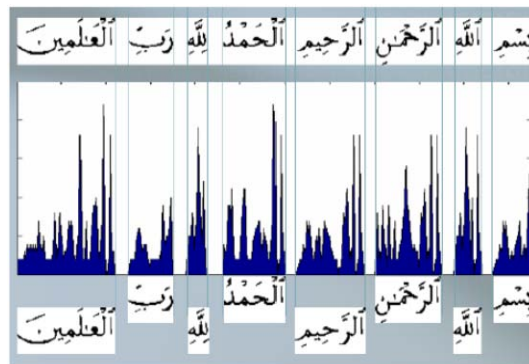 بِسْمِ ٱللَّهِ ٱلرَّحْمَٰنِ ٱلرَّحِيمِ ٱلْحَمْدُ لِلَّهِ رَبِّ ٱلْعَٰلَمِينَ
بِسْمِ ٱلرَّحْمَٰنِ ٱلْحَمْدُ رَبِّ
ٱللَّهِ ٱلرَّحِيمِ لِلَّهِ ٱلْعَٰلَمِينَ